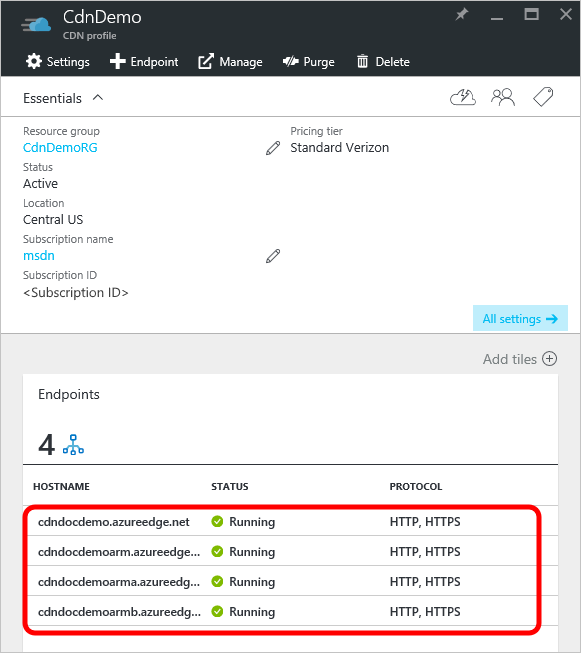 CdnDemo
CDN profile
Settings Endpoint Manage Purge Delete
Essentials
Resource group Pricing tier
CdnDemoRG Standard Verizon
Status
Active
Location
Central US
Subscription name
msdn
Subscription ID
<Subscription ID>
All settings
Add tiles
Endpoints
4
HOSTNAME STATUS PROTOCOL
cdndocdemo.azureedge.net Running HTTP, HTTPS
cdndocdemoarm.azureedge... Running HTTP, HTTPS
cdndocdemoarma.azureedg... Running HTTP, HTTPS
cdndocdemoarmb.azureedg... Running HTTP, HTTPS